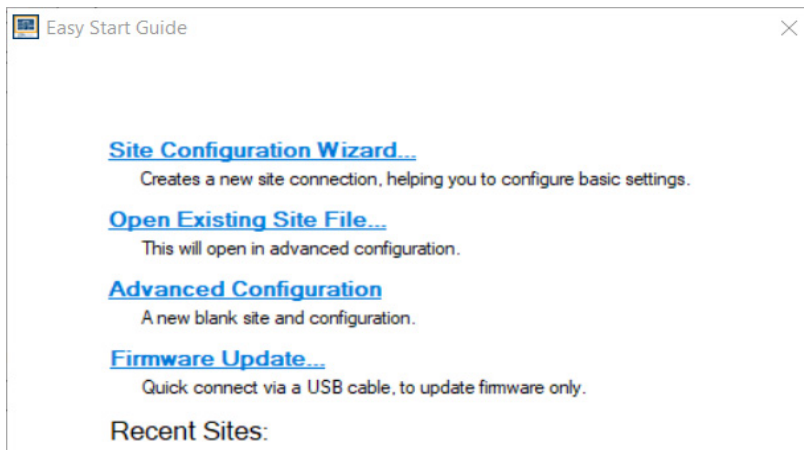 Easy Start Guide
Site Configuration Wizard...
Creates a new site connection, helping you to configure basic settings.
Open Existing Site File...
This will open in advanced configuration.
Advanced Configuration
A new blank site and configuration.
Firmware Update...
Quick connect via a USB cable, to update firmware only.
Recent Sites: